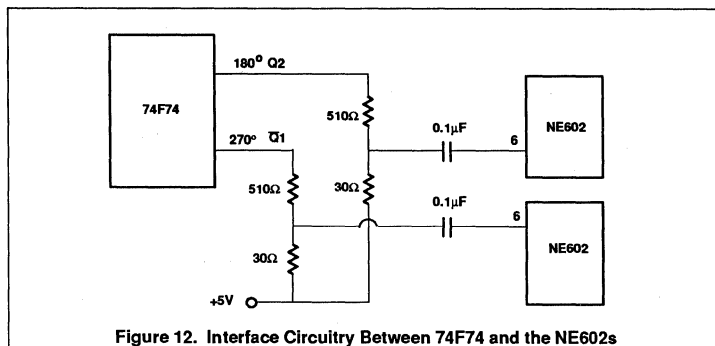 180° Q2
74F74
510Ω
0.1µF
6
NE602
270° Q̅1
510Ω
30Ω
0.1µF
6
NE602
30Ω
+5V
Figure 12. Interface Circuitry Between 74F74 and the NE602s